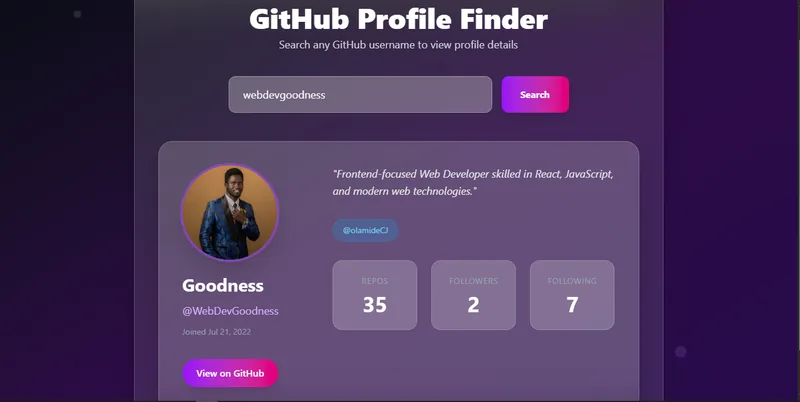 GitHub Profile Finder
Search any GitHub username to view profile details
webdevgoodness
Search
"Frontend-focused Web Developer skilled in React, JavaScript,
and modern web technologies."
@olamideCJ
REPOS
35
FOLLOWERS
2
FOLLOWING
7
Goodness
@WebDevGoodness
Joined Jul 21, 2022
View on GitHub